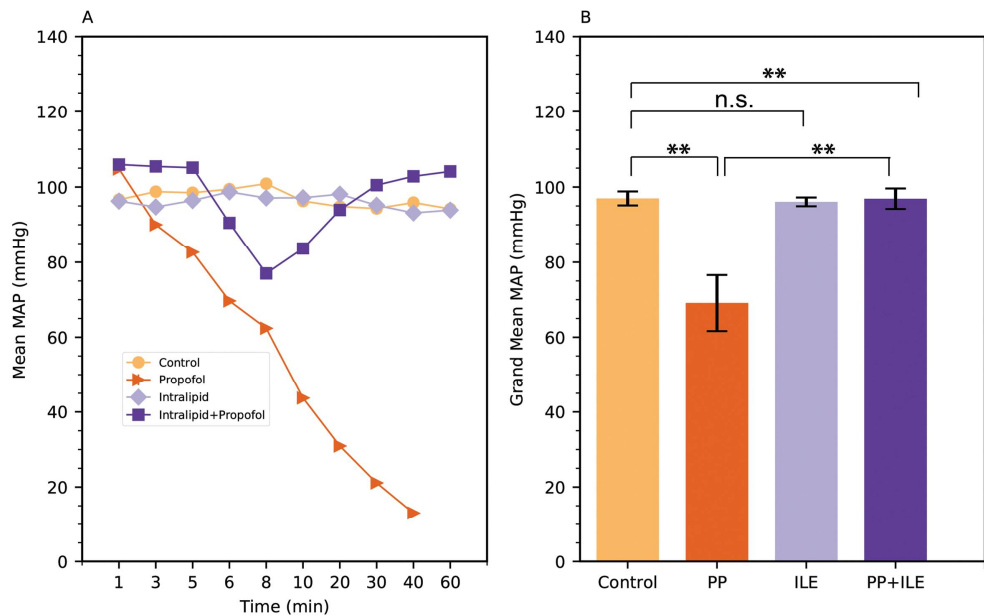 A
140
120
100
80
60
40
20
0
Mean MAP (mmHg)
Control
Propofol
Intralipid
Intralipid+Propofol
1 3 5 6 8 10 20 30 40 60
Time (min)
B
140
120
100
80
60
40
20
0
Grand Mean MAP (mmHg)
**
n.s.
** **
Control PP ILE PP+ILE